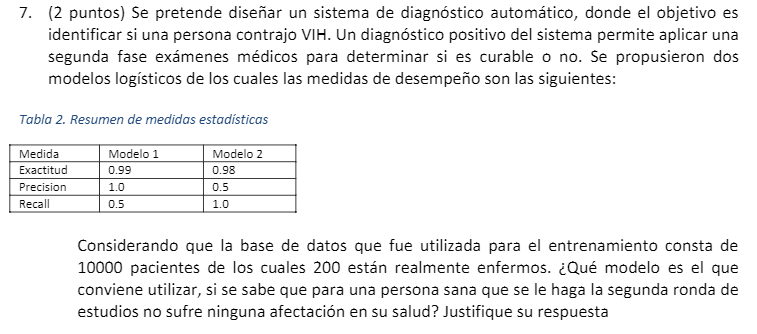 7. (2 puntos) Se pretende diseñar un sistema de diagnóstico automático, donde el objetivo es
identificar si una persona contrajo VIH. Un diagnóstico positivo del sistema permite aplicar una
segunda fase exámenes médicos para determinar si es curable o no. Se propusieron dos
modelos logísticos de los cuales las medidas de desempeño son las siguientes:
Tabla 2. Resumen de medidas estadísticas
Medida Modelo 1 Modelo 2
Exactitud 0.99 0.98
Precision 1.0 0.5
Recall 0.5 1.0
Considerando que la base de datos que fue utilizada para el entrenamiento consta de
10000 pacientes de los cuales 200 están realmente enfermos. ¿Qué modelo es el que
conviene utilizar, si se sabe que para una persona sana que se le haga la segunda ronda de
estudios no sufre ninguna afectación en su salud? Justifique su respuesta